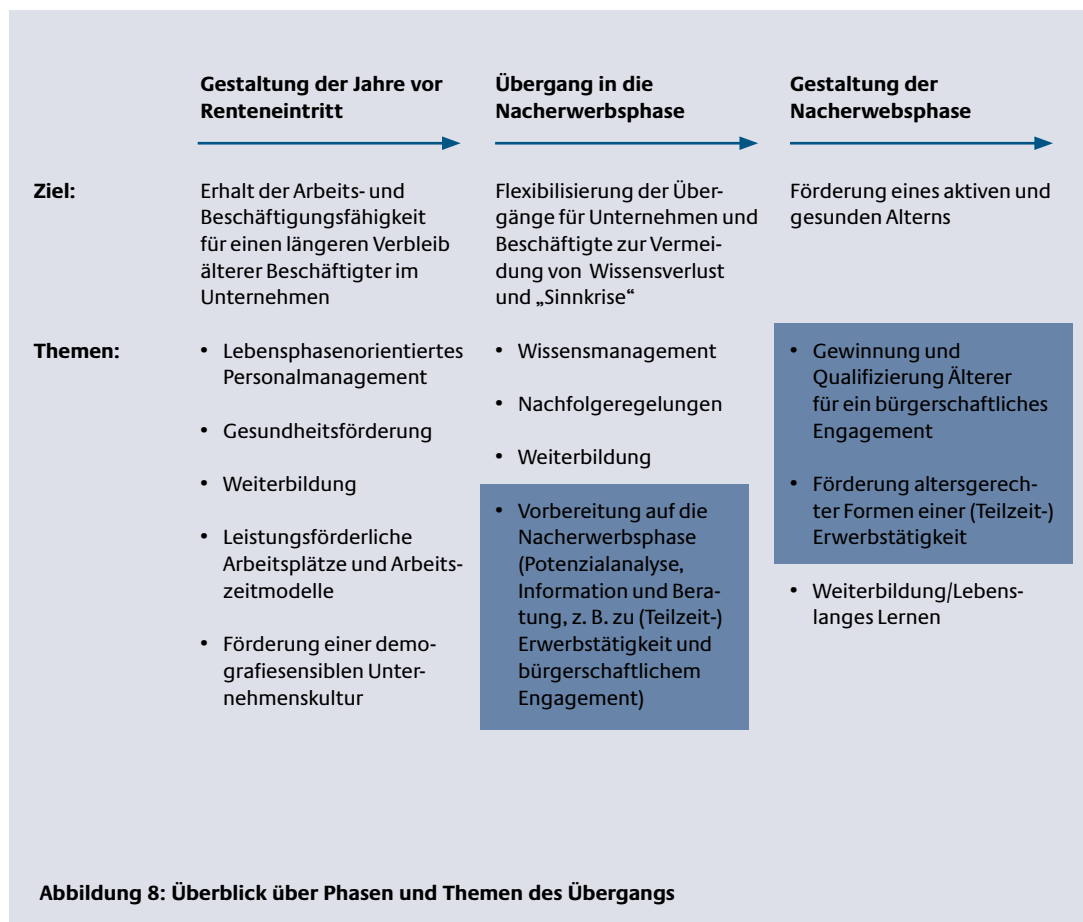 Gestaltung der Jahre vor
Renteneintritt
Übergang in die
Nacherwerbsphase
Gestaltung der
Nacherwebsphase
Ziel:
Erhalt der Arbeits- und
Beschäftigungsfähigkeit
für einen längeren Verbleib
älterer Beschäftigter im
Unternehmen
Flexibilisierung der Über-
gänge für Unternehmen und
Beschäftigte zur Vermei-
dung von Wissensverlust
und „Sinnkrise“
Förderung eines aktiven und
gesunden Alterns
Themen:
• Lebensphasenorientiertes
Personalmanagement
• Gesundheitsförderung
• Weiterbildung
• Leistungsförderliche
Arbeitsplätze und Arbeits-
zeitmodelle
• Förderung einer demo-
grafiesensiblen Unter-
nehmenskultur
• Wissensmanagement
• Nachfolgeregelungen
• Weiterbildung
• Vorbereitung auf die
Nacherwerbsphase
(Potenzialanalyse,
Information und Bera-
tung, z. B. zu (Teilzeit-)
Erwerbstätigkeit und
bürgerschaftlichem
Engagement)
• Gewinnung und
Qualifizierung Älterer
für ein bürgerschaftliches
Engagement
• Förderung altersgerech-
ter Formen einer (Teilzeit-)
Erwerbstätigkeit
• Weiterbildung/Lebens-
langes Lernen
Abbildung 8: Überblick über Phasen und Themen des Übergangs